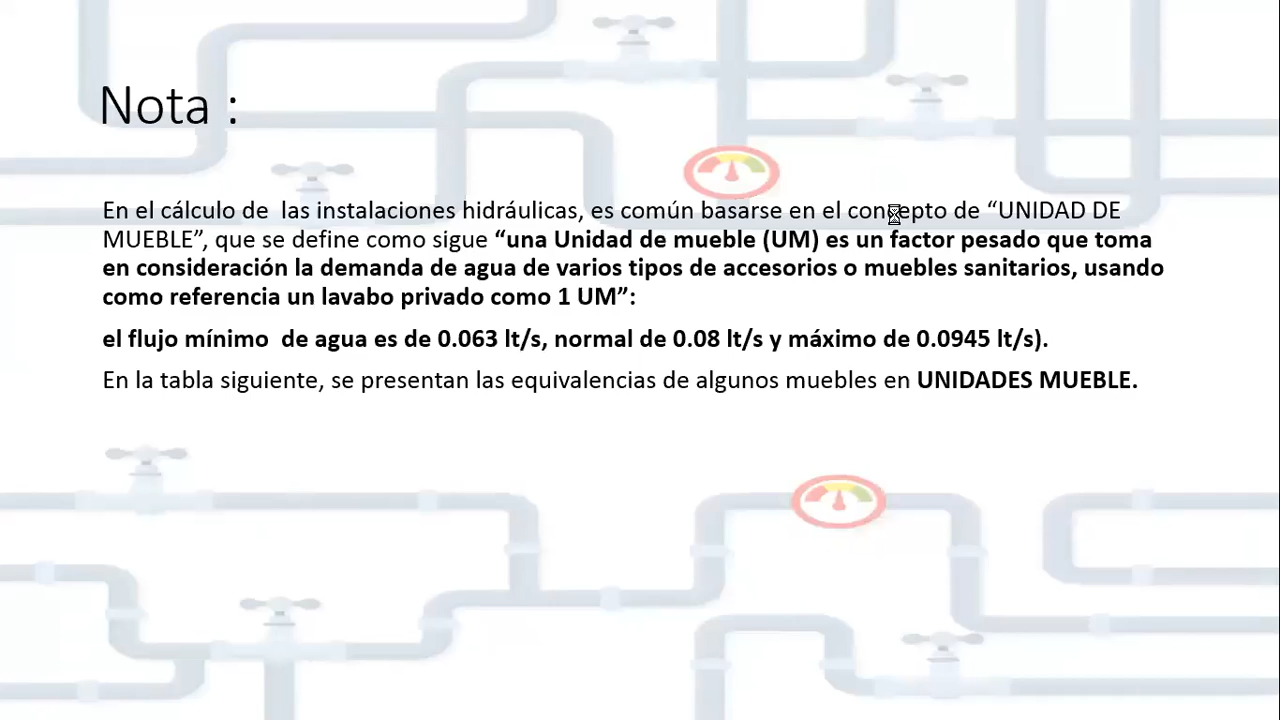 Nota :
En el cálculo de  las instalaciones hidráulicas, es común basarse en el concepto de “UNIDAD DE
MUEBLE”, que se define como sigue “una Unidad de mueble (UM) es un factor pesado que toma
en consideración la demanda de agua de varios tipos de accesorios o muebles sanitarios, usando
como referencia un lavabo privado como 1 UM”:
el flujo mínimo  de agua es de 0.063 lt/s, normal de 0.08 lt/s y máximo de 0.0945 lt/s).
En la tabla siguiente, se presentan las equivalencias de algunos muebles en UNIDADES MUEBLE.